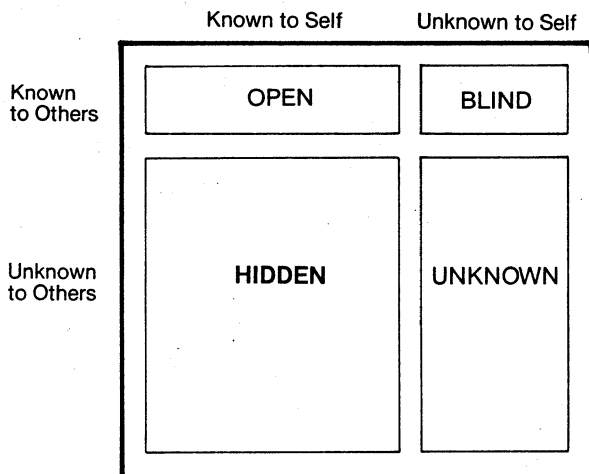 Known to Self
Unknown to Self
Known
to Others
OPEN
BLIND
Unknown
to Others
HIDDEN
UNKNOWN